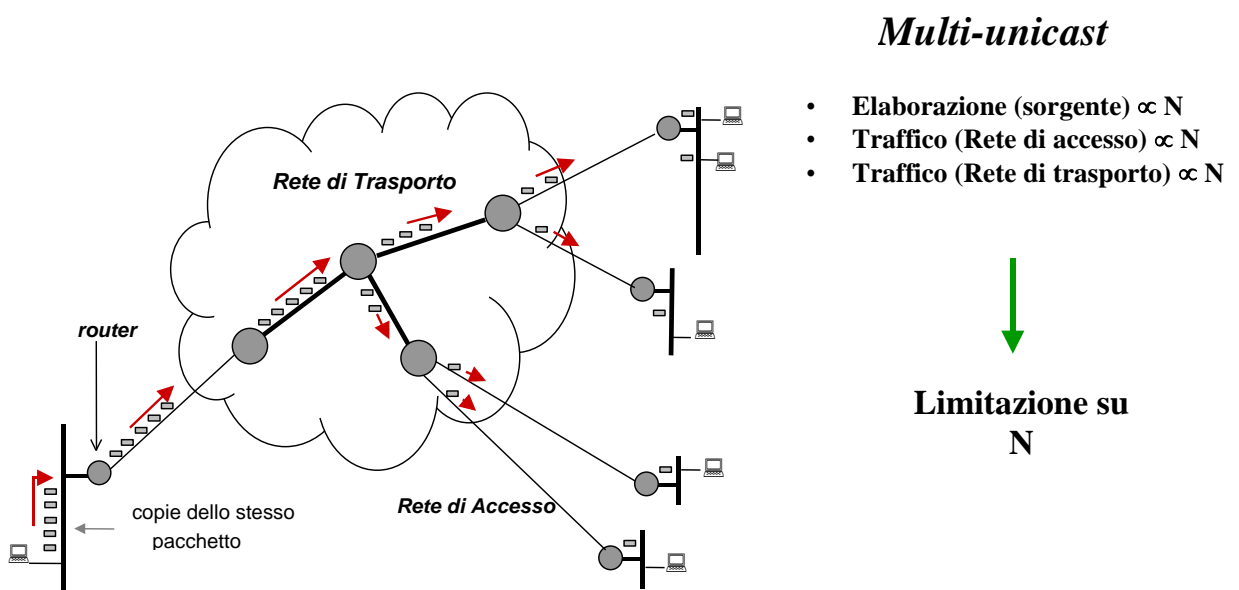 Multi-unicast
• Elaborazione (sorgente) ∝ N
• Traffico (Rete di accesso) ∝ N
• Traffico (Rete di trasporto) ∝ N
Limitazione su
N
Rete di Trasporto
router
Rete di Accesso
copie dello stesso
pacchetto